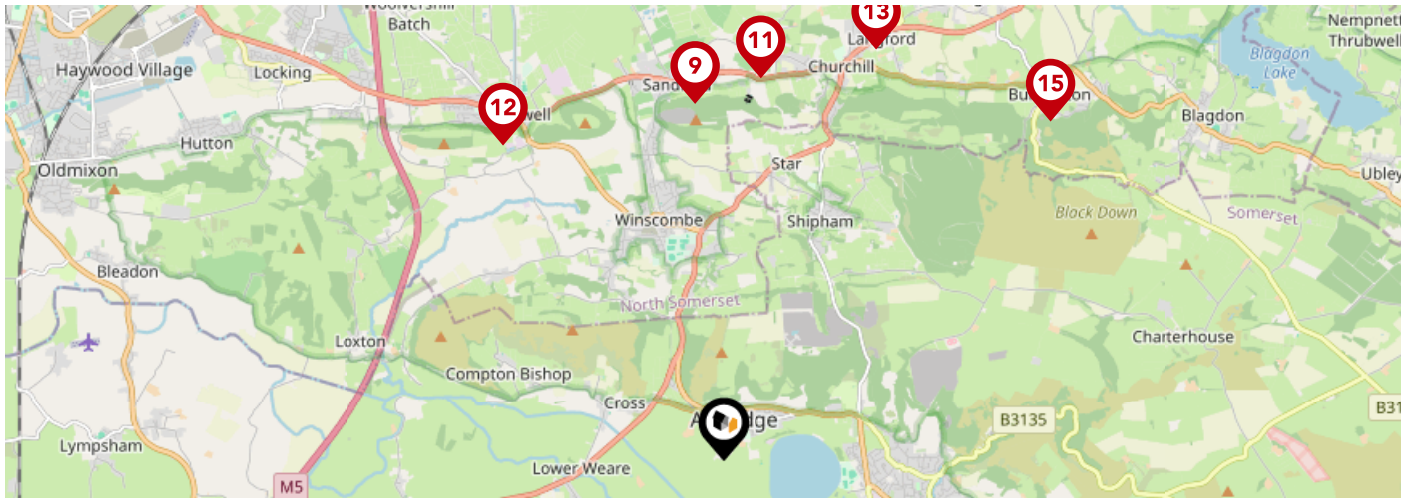 13
Batch
Langford
Nempnett
Thrubwell
Blagdon
Lake
11
Haywood Village
Locking
9
Churchill
15
12
Blagdon
Hutton
Oldmixon
Star
Ubley
Winscombe
Shipham
Black Down
Somerset
Bleadon
North Somerset
Loxton
Charterhouse
Compton Bishop
Cross
B3135
B31
Lympsham
Lower Weare
M5